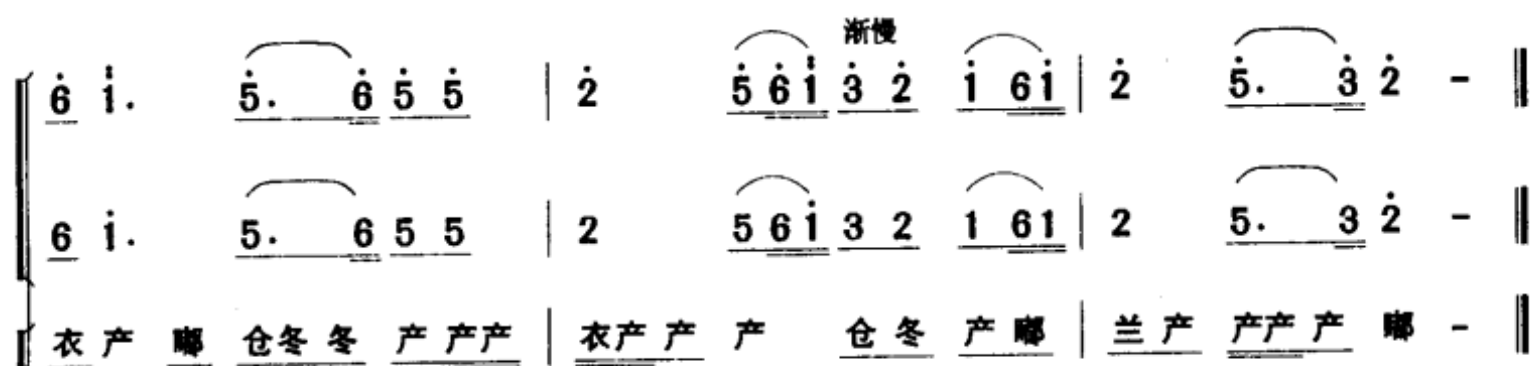 渐慢
6̇ 1̈. 5̇. 6̇ 5̇ 5̇ | 2̇ 5̇ 6̇ 1̈ 3̇ 2̇ 1̇ 6 1̇ | 2̇ 5̇. 3̇ 2̇ - ‖
6 1̇. 5. 6 5 5 | 2 5 6 1̇ 3 2 1 6 1 | 2 5. 3 2̇ - ‖
衣 产 嘟 仓冬 冬 产 产产 | 衣产 产 产 仓 冬 产 嘟 | 兰 产 产产 产 嘟 - ‖